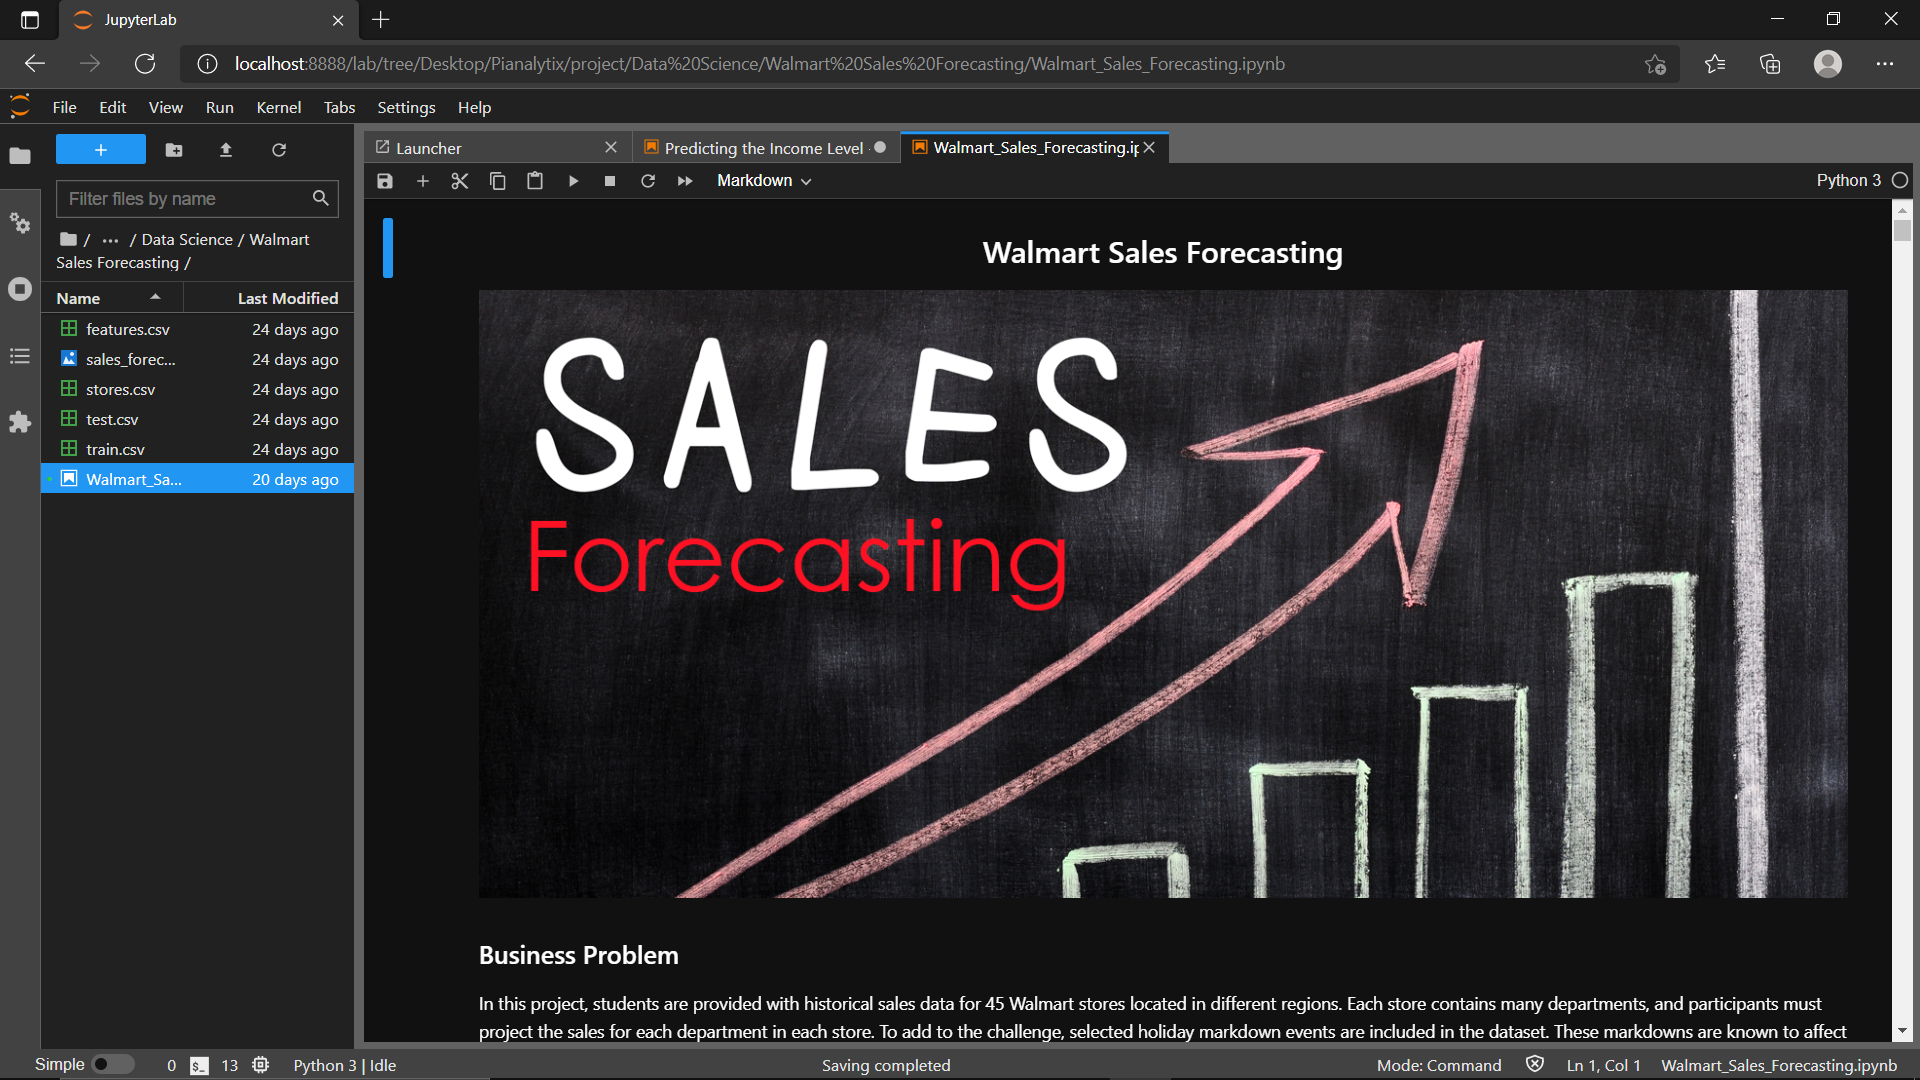 JupyterLab
localhost:8888/lab/tree/Desktop/Pianalytix/project/Data%20Science/Walmart%20Sales%20Forecasting/Walmart_Sales_Forecasting.ipynb
File Edit View Run Kernel Tabs Settings Help
Launcher
Predicting the Income Level
Walmart_Sales_Forecasting.ip
Filter files by name
Markdown
Python 3
/ ··· / Data Science / Walmart
Sales Forecasting /
Name Last Modified
features.csv 24 days ago
sales_forec... 24 days ago
stores.csv 24 days ago
test.csv 24 days ago
train.csv 24 days ago
Walmart_Sa... 20 days ago
Walmart Sales Forecasting
SALES
Forecasting
Business Problem
In this project, students are provided with historical sales data for 45 Walmart stores located in different regions. Each store contains many departments, and participants must
project the sales for each department in each store. To add to the challenge, selected holiday markdown events are included in the dataset. These markdowns are known to affect
Simple 0 $_ 13 Python 3 | Idle Saving completed Mode: Command Ln 1, Col 1 Walmart_Sales_Forecasting.ipynb